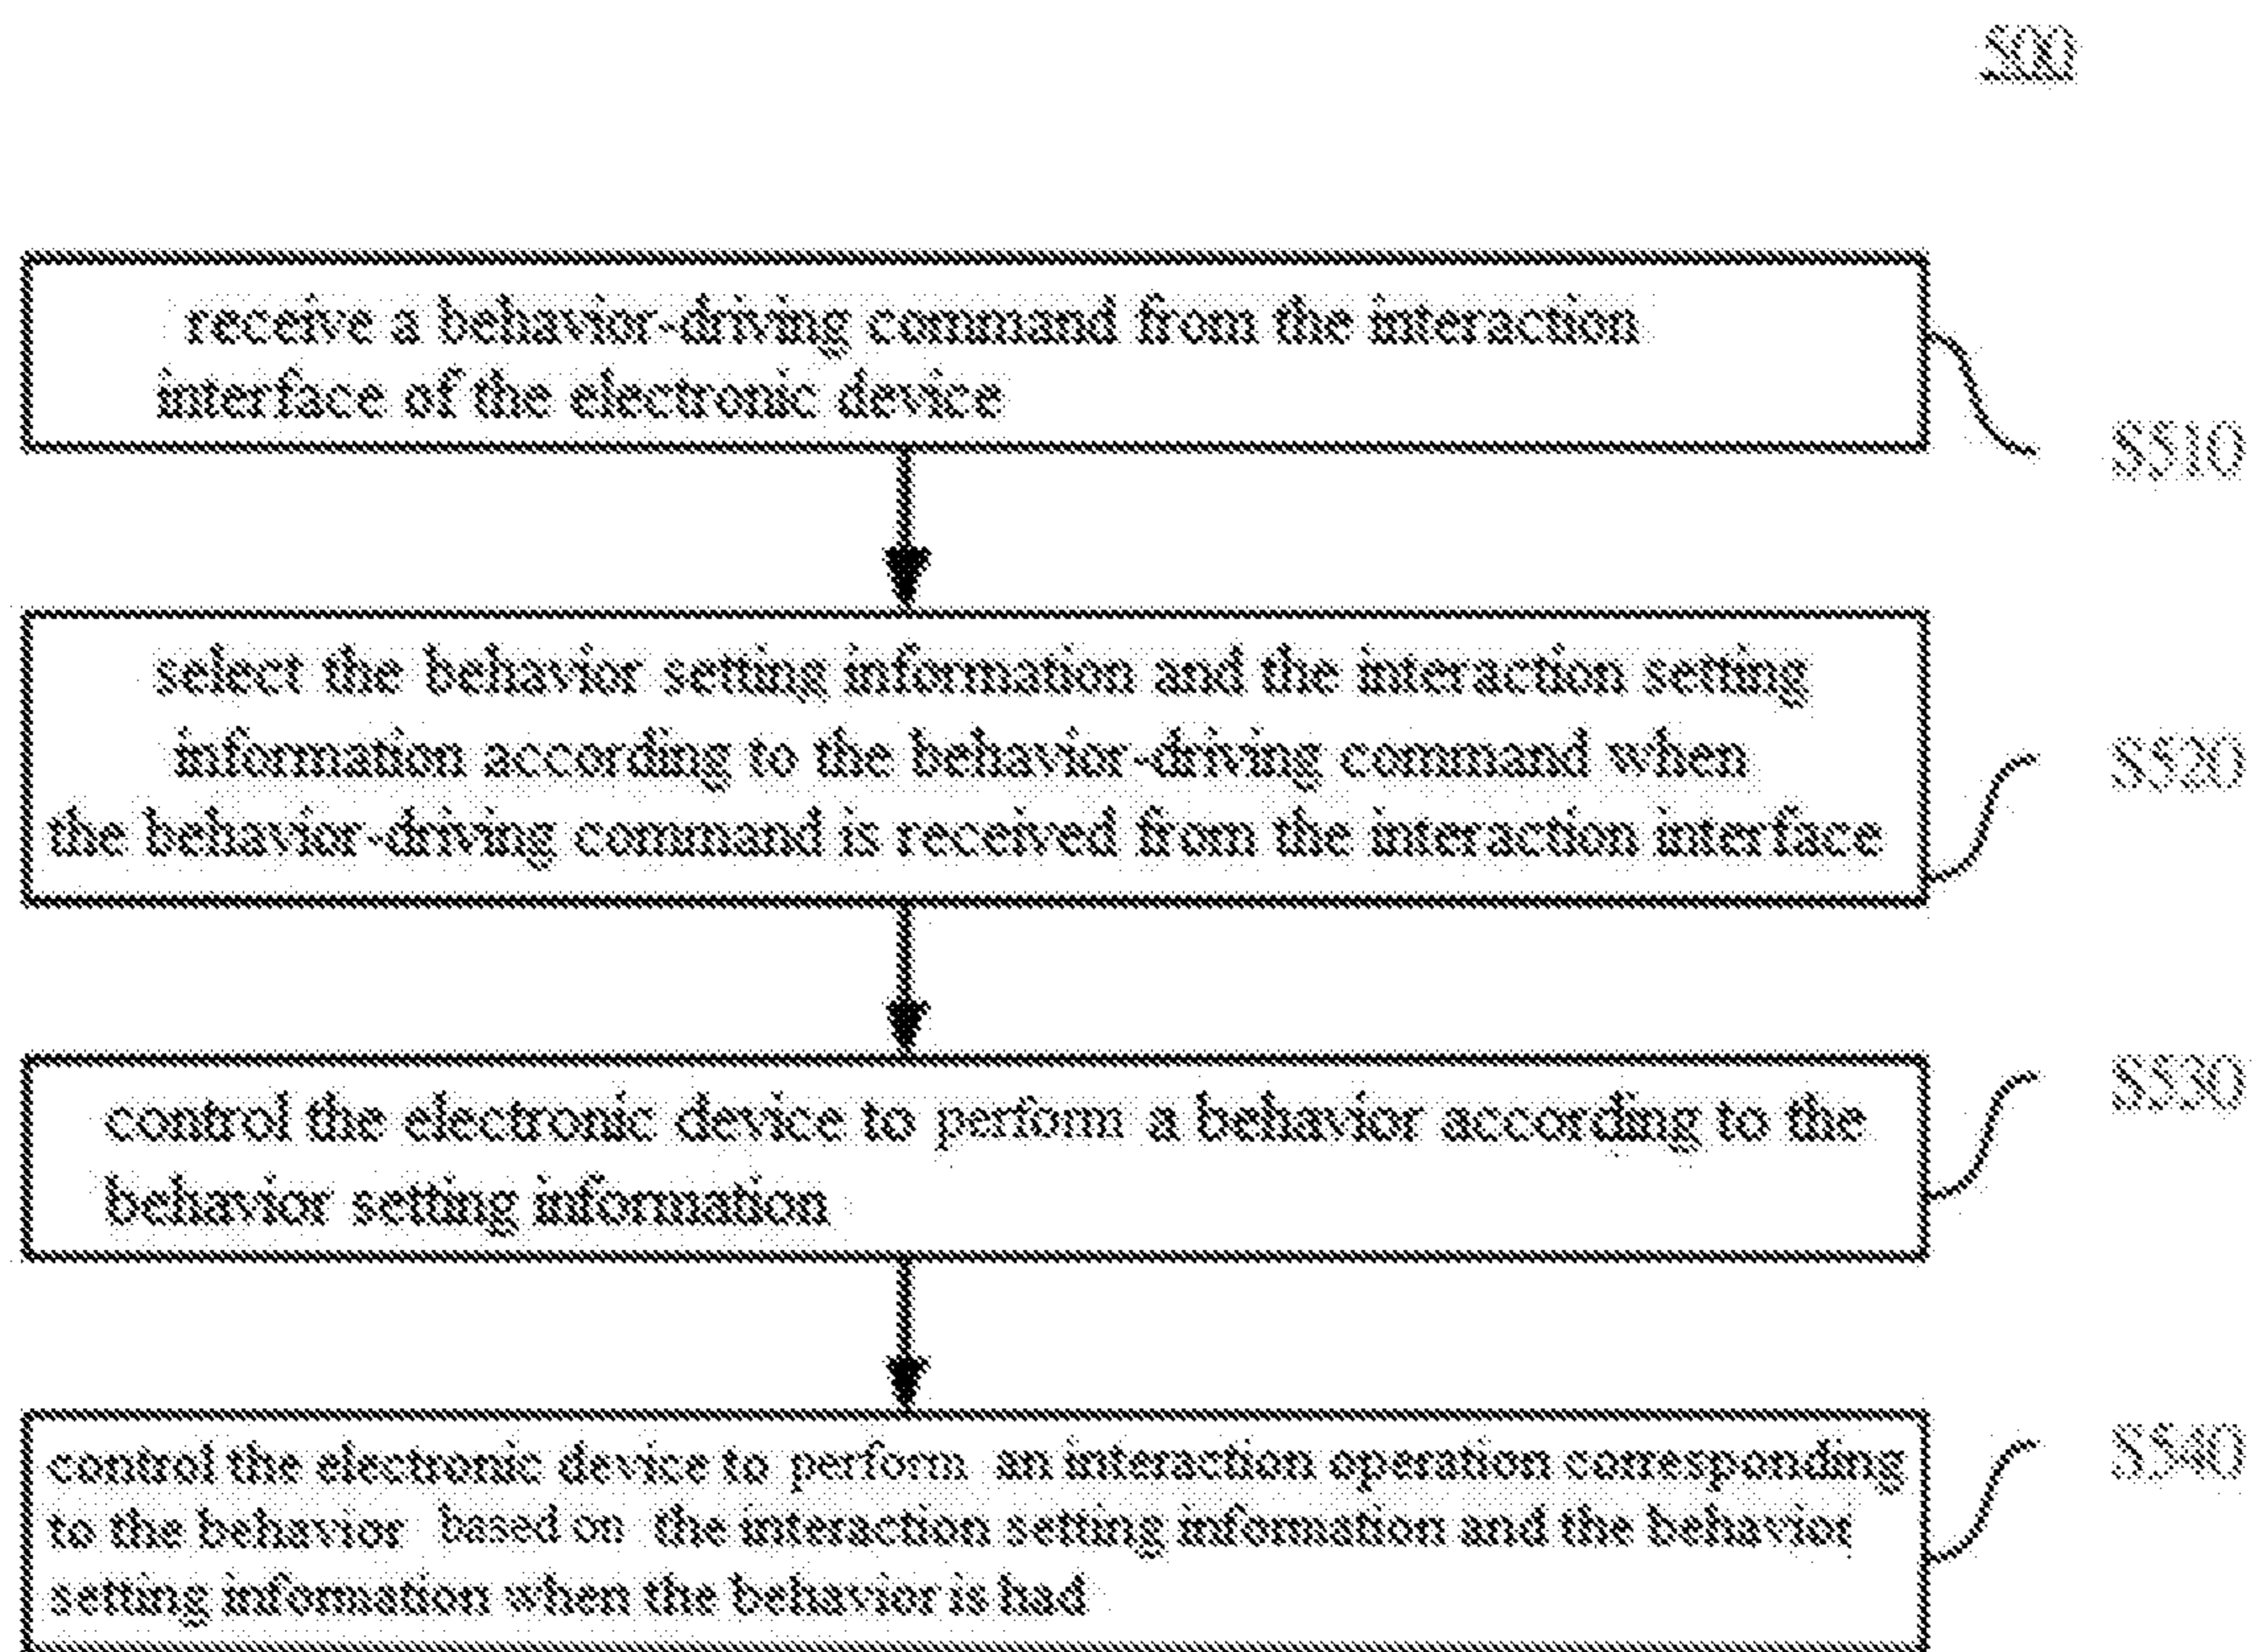 500
receive a behavior-driving command from the interaction
interface of the electronic device
S510
select the behavior setting information and the interaction setting
information according to the behavior-driving command when
the behavior-driving command is received from the interaction interface
S520
control the electronic device to perform a behavior according to the
behavior setting information
S530
control the electronic device to perform an interaction operation corresponding
to the behavior based on the interaction setting information and the behavior
setting information when the behavior is had
S540